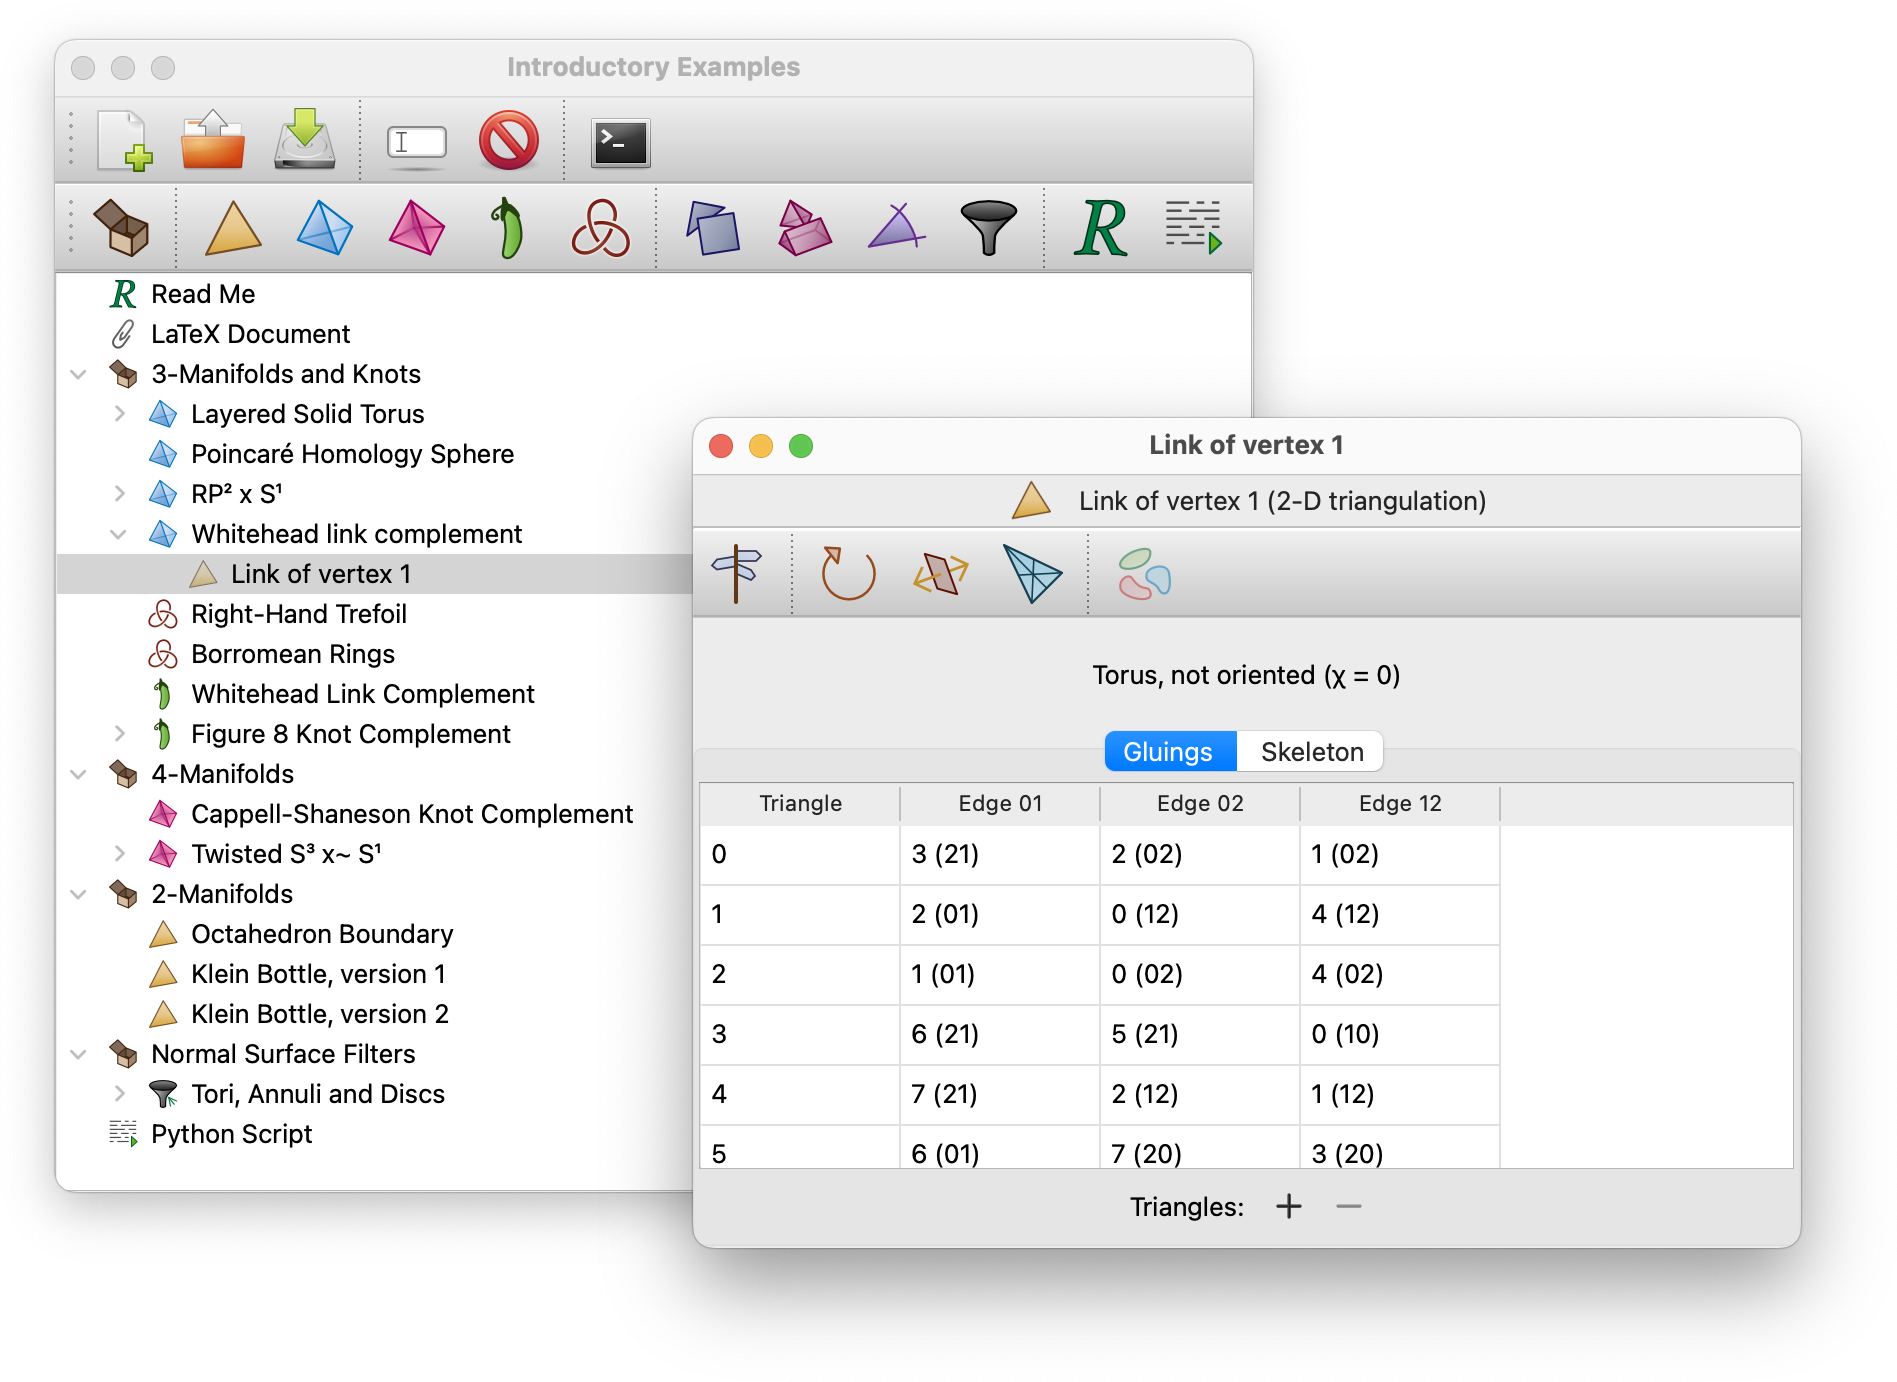 Introductory Examples
Read Me
LaTeX Document
3-Manifolds and Knots
Layered Solid Torus
Poincaré Homology Sphere
RP² x S¹
Whitehead link complement
Link of vertex 1
Right-Hand Trefoil
Borromean Rings
Whitehead Link Complement
Figure 8 Knot Complement
4-Manifolds
Cappell-Shaneson Knot Complement
Twisted S³ x~ S¹
2-Manifolds
Octahedron Boundary
Klein Bottle, version 1
Klein Bottle, version 2
Normal Surface Filters
Tori, Annuli and Discs
Python Script
Link of vertex 1
Link of vertex 1 (2-D triangulation)
Torus, not oriented (χ = 0)
Gluings Skeleton
Triangle Edge 01 Edge 02 Edge 12
0 3 (21) 2 (02) 1 (02)
1 2 (01) 0 (12) 4 (12)
2 1 (01) 0 (02) 4 (02)
3 6 (21) 5 (21) 0 (10)
4 7 (21) 2 (12) 1 (12)
5 6 (01) 7 (20) 3 (20)
Triangles: + −